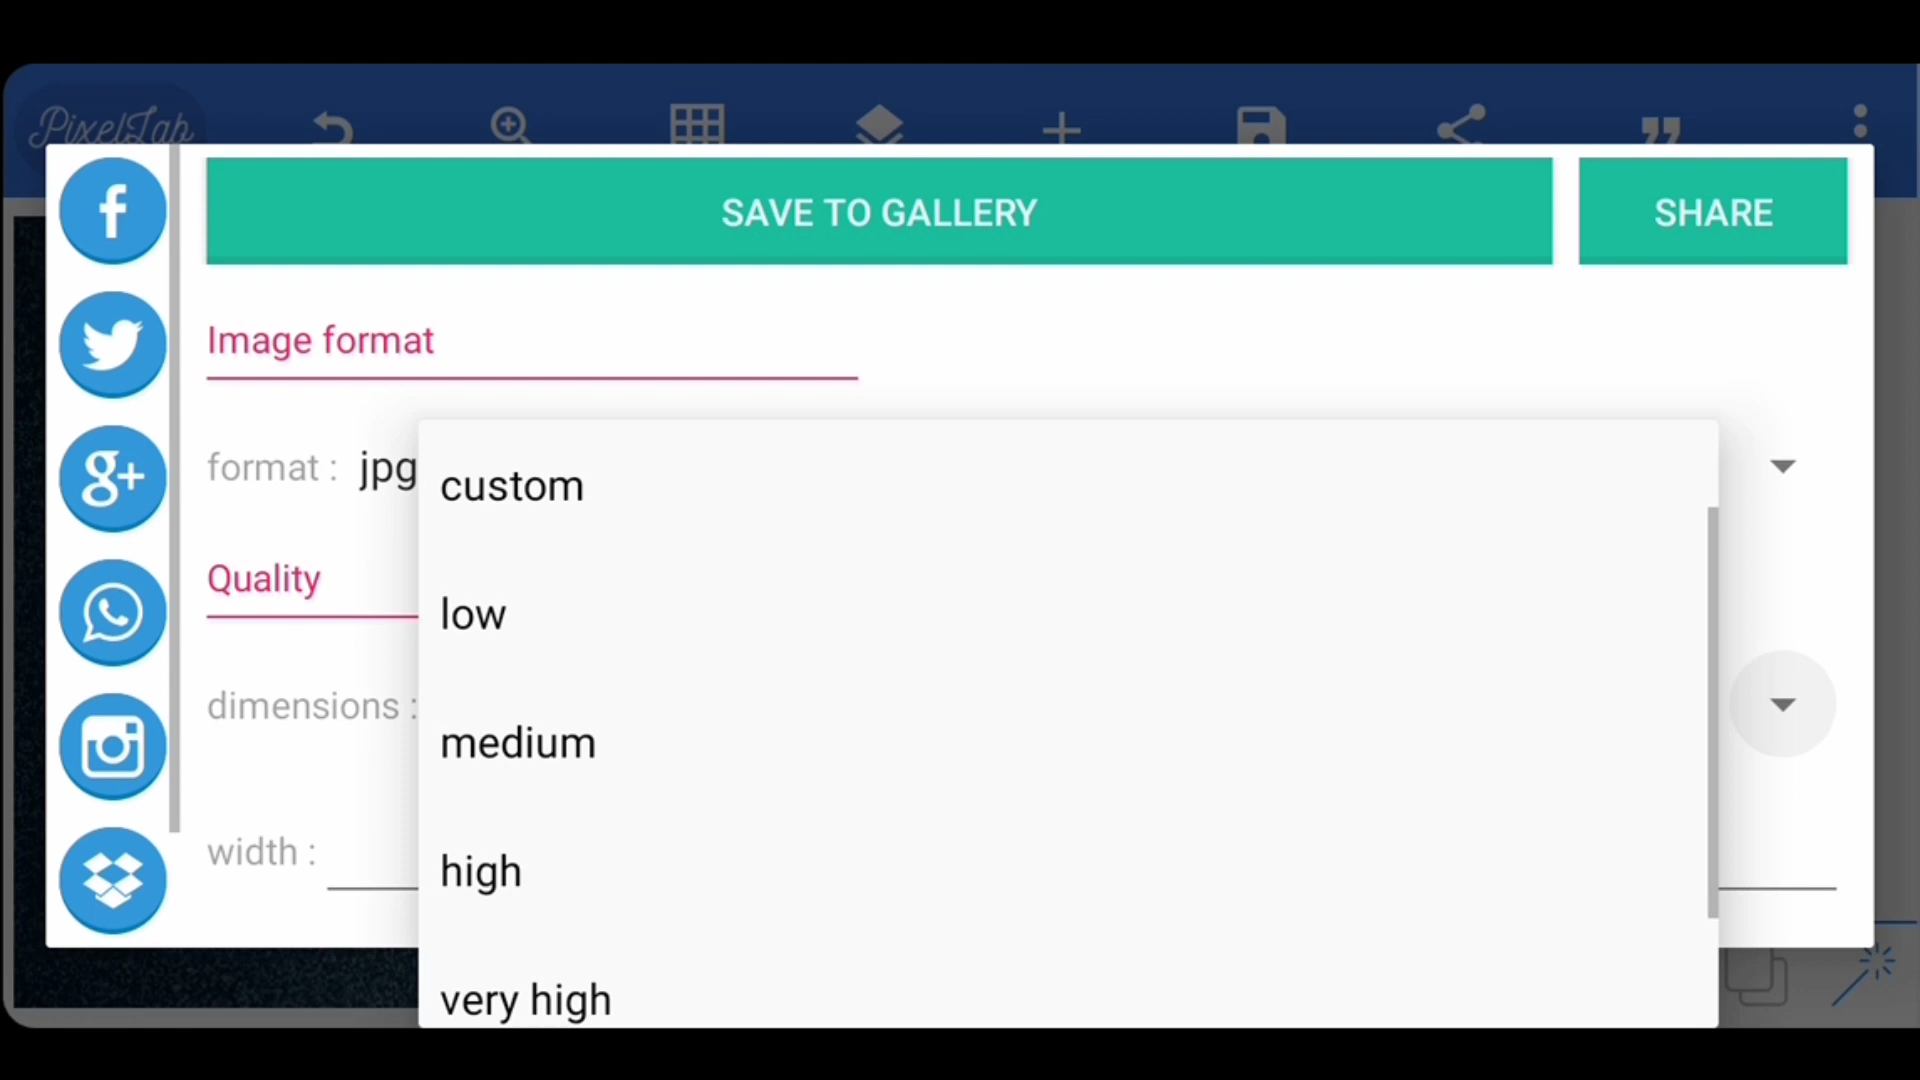 PixelLab
SAVE TO GALLERY
SHARE
Image format
format : jpg
custom
Quality
low
dimensions :
medium
width :
high
very high